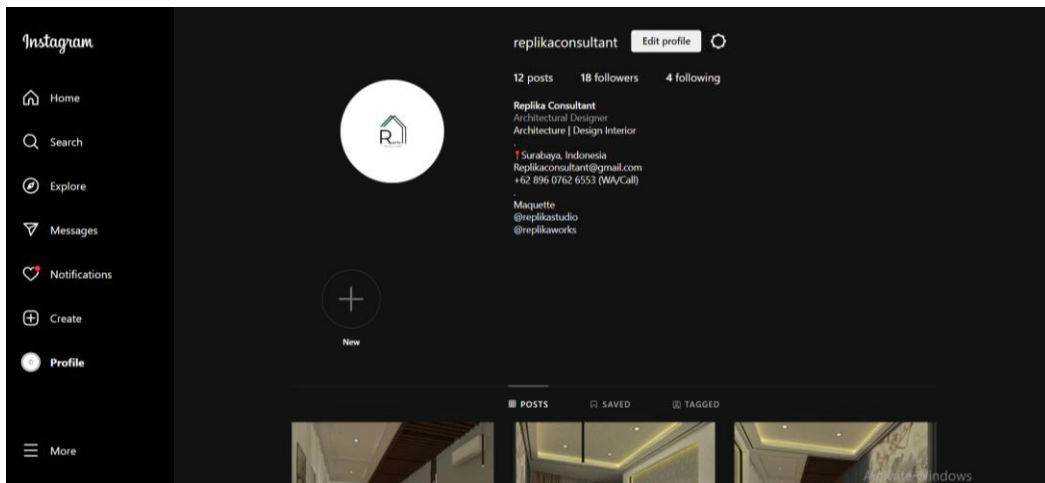 Instagram
Home
Search
Explore
Messages
Notifications
Create
Profile
More
replikaconsultant Edit profile
12 posts 18 followers 4 following
Replika Consultant
Architectural Designer
Architecture | Design Interior
.
📍Surabaya, Indonesia
Replikaconsultant@gmail.com
+62 896 0762 6553 (WA/Call)
.
Maquette
@replikastudio
@replikaworks
New
POSTS SAVED TAGGED
Activate Windows